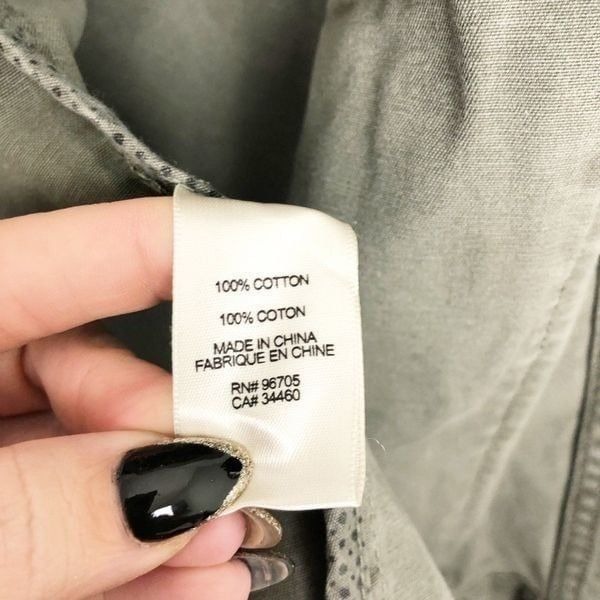 100% COTTON
100% COTON
MADE IN CHINA
FABRIQUE EN CHINE
RN# 96705
CA# 34460